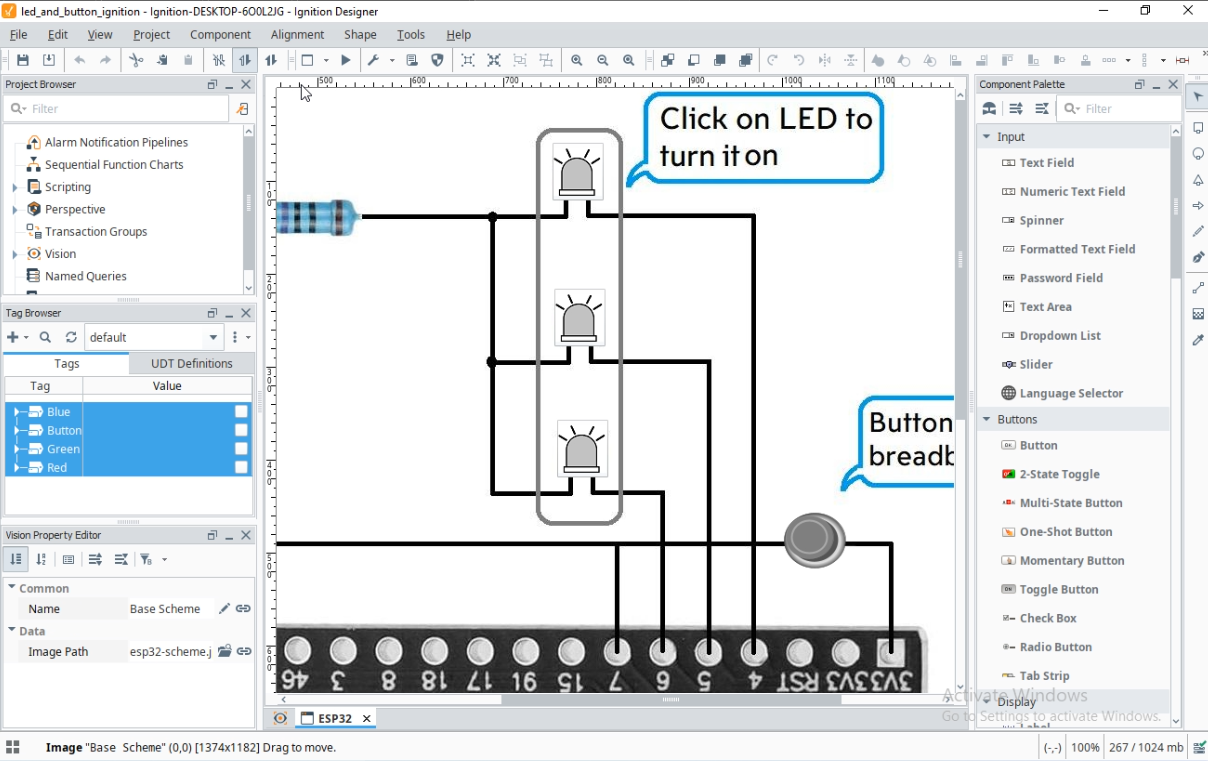 led_and_button_ignition - Ignition-DESKTOP-6O0L2JG - Ignition Designer
File Edit View Project Component Alignment Shape Tools Help
Project Browser
Filter
Alarm Notification Pipelines
Sequential Function Charts
Scripting
Perspective
Transaction Groups
Vision
Named Queries
Tag Browser
default
Tags UDT Definitions
Tag Value
Blue
Button
Green
Red
Vision Property Editor
Common
Name Base Scheme
Data
Image Path esp32-scheme.j
500 600 700 800 900 1000 1100
Click on LED to
turn it on
Button
breadb
46 3 8 18 17 16 15 7 6 5 4 RST 3V3 3V3
ESP32
Component Palette
Filter
Input
Text Field
Numeric Text Field
Spinner
Formatted Text Field
Password Field
Text Area
Dropdown List
Slider
Language Selector
Buttons
Button
2-State Toggle
Multi-State Button
One-Shot Button
Momentary Button
Toggle Button
Check Box
Radio Button
Tab Strip
Display
Label
Activate Windows
Go to Settings to activate Windows.
Image "Base Scheme" (0,0) [1374x1182] Drag to move.
(-,-) 100% 267 / 1024 mb